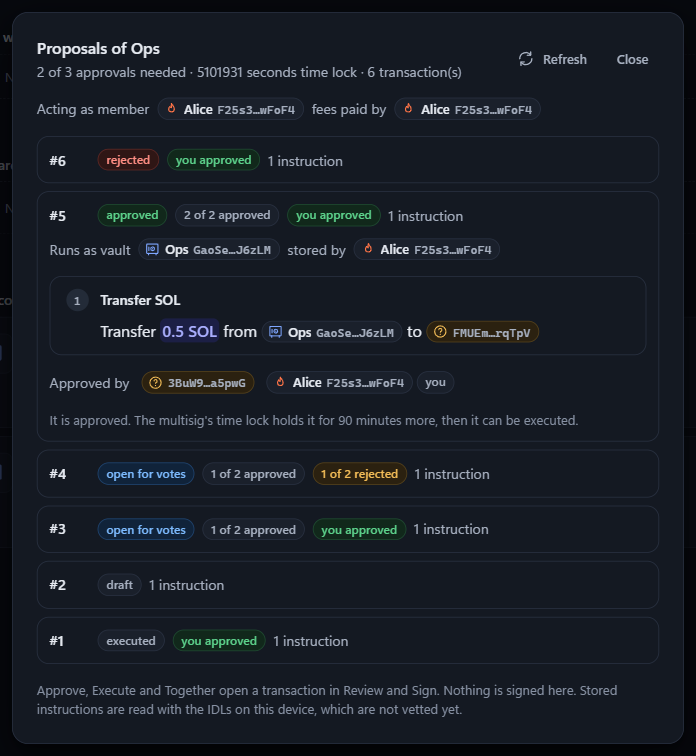 Proposals of Ops
2 of 3 approvals needed · 5101931 seconds time lock · 6 transaction(s)
Refresh
Close
Acting as member Alice F25s3…wFoF4 fees paid by Alice F25s3…wFoF4
#6 rejected you approved 1 instruction
#5 approved 2 of 2 approved you approved 1 instruction
Runs as vault Ops GaoSe…J6zLM stored by Alice F25s3…wFoF4
1 Transfer SOL
Transfer 0.5 SOL from Ops GaoSe…J6zLM to FMUEm…rqTpV
Approved by 3BuW9…a5pwG Alice F25s3…wFoF4 you
It is approved. The multisig's time lock holds it for 90 minutes more, then it can be executed.
#4 open for votes 1 of 2 approved 1 of 2 rejected 1 instruction
#3 open for votes 1 of 2 approved you approved 1 instruction
#2 draft 1 instruction
#1 executed you approved 1 instruction
Approve, Execute and Together open a transaction in Review and Sign. Nothing is signed here. Stored
instructions are read with the IDLs on this device, which are not vetted yet.